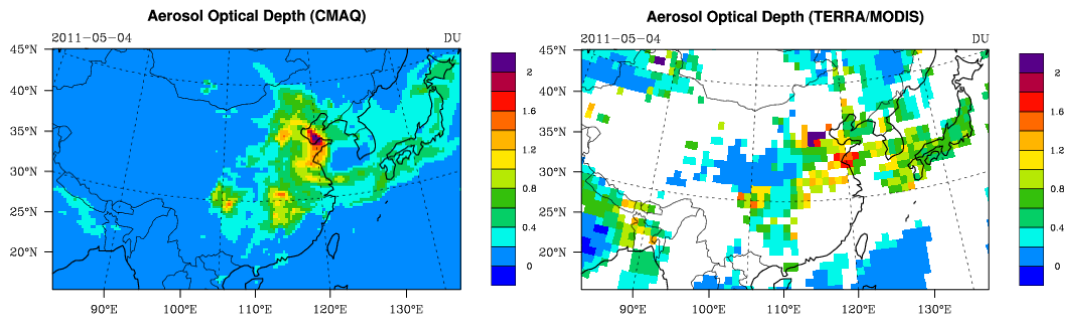 Aerosol Optical Depth (CMAQ)
2011-05-04 DU
45°N
40°N
35°N
30°N
25°N
20°N
90°E 100°E 110°E 120°E 130°E
2
1.6
1.2
0.8
0.4
0
Aerosol Optical Depth (TERRA/MODIS)
2011-05-04 DU
45°N
40°N
35°N
30°N
25°N
20°N
90°E 100°E 110°E 120°E 130°E
2
1.6
1.2
0.8
0.4
0